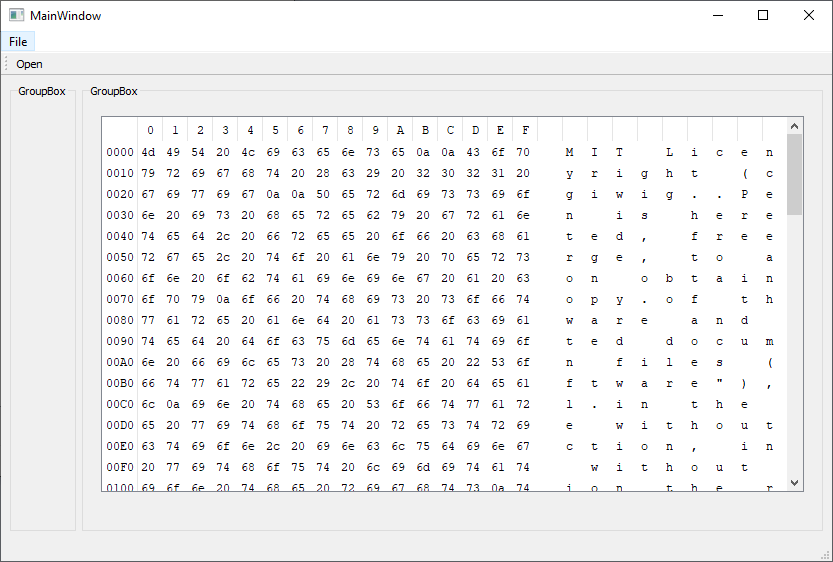 MainWindow
File
Open
GroupBox GroupBox
0 1 2 3 4 5 6 7 8 9 A B C D E F
0000 4d 49 54 20 4c 69 63 65 6e 73 65 0a 0a 43 6f 70 M I T L i c e n
0010 79 72 69 67 68 74 20 28 63 29 20 32 30 32 31 20 y r i g h t ( c
0020 67 69 77 69 67 0a 0a 50 65 72 6d 69 73 73 69 6f g i w i g . . P e
0030 6e 20 69 73 20 68 65 72 65 62 79 20 67 72 61 6e n i s h e r e
0040 74 65 64 2c 20 66 72 65 65 20 6f 66 20 63 68 61 t e d , f r e e
0050 72 67 65 2c 20 74 6f 20 61 6e 79 20 70 65 72 73 r g e , t o a
0060 6f 6e 20 6f 62 74 61 69 6e 69 6e 67 20 61 20 63 o n o b t a i n
0070 6f 70 79 0a 6f 66 20 74 68 69 73 20 73 6f 66 74 o p y . o f t h
0080 77 61 72 65 20 61 6e 64 20 61 73 73 6f 63 69 61 w a r e a n d
0090 74 65 64 20 64 6f 63 75 6d 65 6e 74 61 74 69 6f t e d d o c u m
00A0 6e 20 66 69 6c 65 73 20 28 74 68 65 20 22 53 6f n f i l e s (
00B0 66 74 77 61 72 65 22 29 2c 20 74 6f 20 64 65 61 f t w a r e " ) ,
00C0 6c 0a 69 6e 20 74 68 65 20 53 6f 66 74 77 61 72 l . i n t h e
00D0 65 20 77 69 74 68 6f 75 74 20 72 65 73 74 72 69 e w i t h o u t
00E0 63 74 69 6f 6e 2c 20 69 6e 63 6c 75 64 69 6e 67 c t i o n , i n
00F0 20 77 69 74 68 6f 75 74 20 6c 69 6d 69 74 61 74 w i t h o u t
0100 69 6f 6e 20 74 68 65 20 72 69 67 68 74 73 0a 74 i o n t h e r